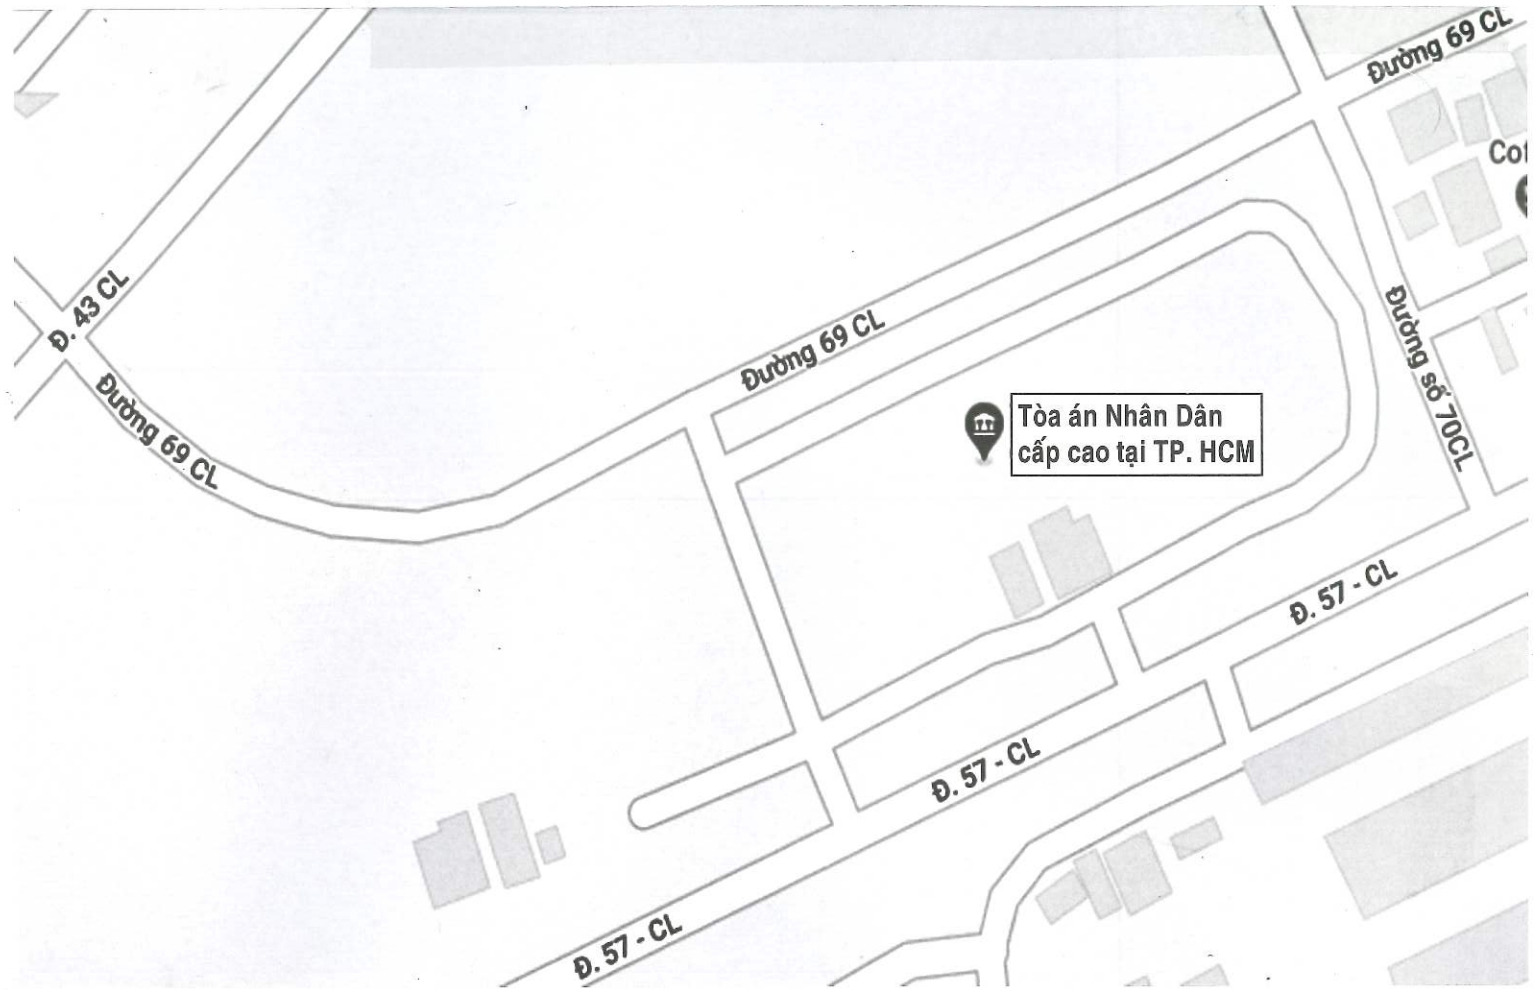 Đường 69 CL
Cof
Đ. 43 CL
Đường 69 CL
Đường số 70CL
Đường 69 CL
Tòa án Nhân Dân
cấp cao tại TP. HCM
Đ. 57 - CL
Đ. 57 - CL
Đ. 57 - CL